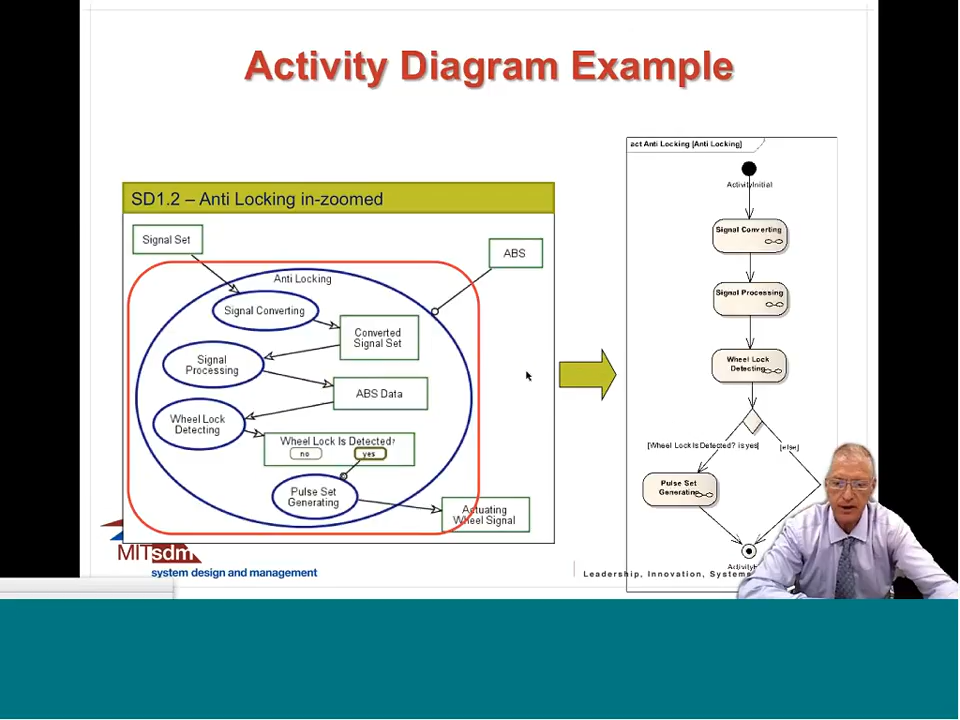 Activity Diagram Example
SD1.2 – Anti Locking in-zoomed
Signal Set
ABS
Anti Locking
Signal Converting
Converted
Signal Set
Signal
Processing
ABS Data
Wheel Lock
Detecting
Wheel Lock Is Detected?
no yes
Pulse Set
Generating
Actuating
Wheel Signal
act Anti Locking [Anti Locking]
ActivityInitial
Signal Converting
Signal Processing
Wheel Lock
Detecting
[Wheel Lock Is Detected? is yes]
[else]
Pulse Set
Generating
MITsdm
system design and management
Leadership, Innovation, Systems